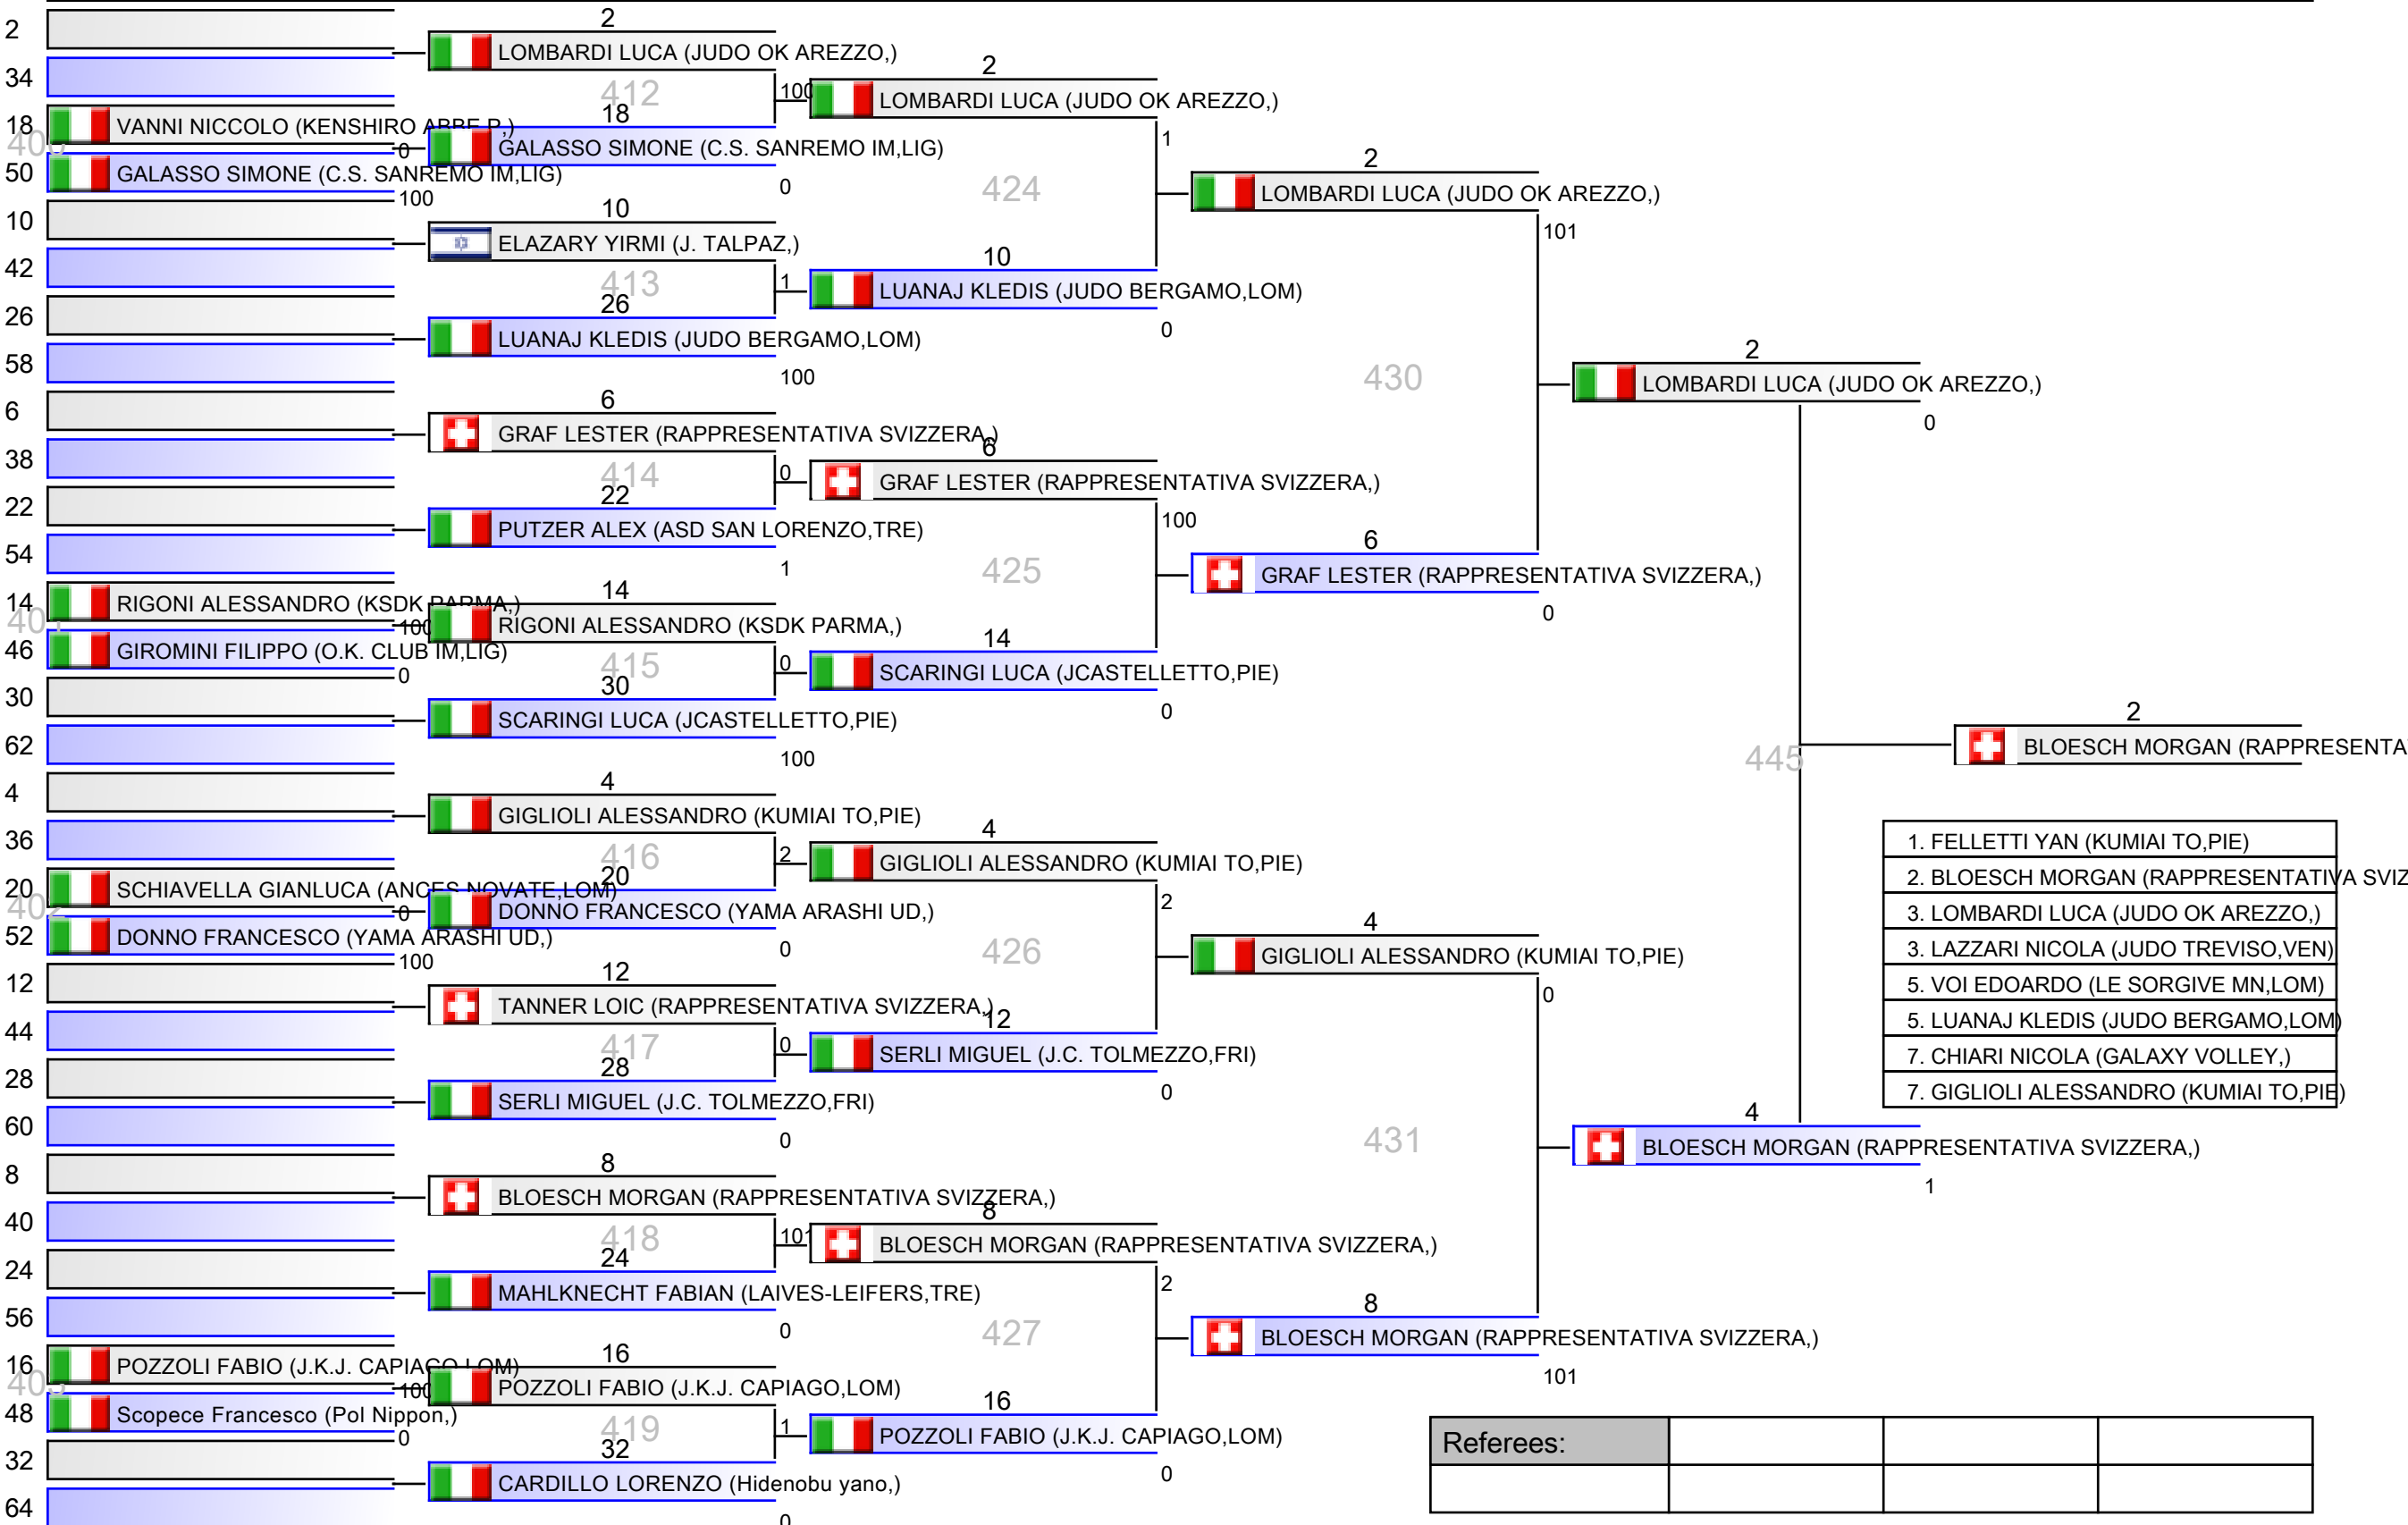 2
34
18
VANNI NICCOLO (KENSHIRO ABBE P,)
0
50
GALASSO SIMONE (C.S. SANREMO IM,LIG)
100
10
42
26
58
6
38
22
54
14
RIGONI ALESSANDRO (KSDK PARMA,)
100
46
GIROMINI FILIPPO (O.K. CLUB IM,LIG)
0
30
62
4
36
20
SCHIAVELLA GIANLUCA (ANCES NOVATE,LOM)
402
0
52
DONNO FRANCESCO (YAMA ARASHI UD,)
100
12
44
28
60
8
40
24
56
16
POZZOLI FABIO (J.K.J. CAPIAGO,LOM)
100
48
Scopece Francesco (Pol Nippon,)
0
32
64
2
LOMBARDI LUCA (JUDO OK AREZZO,)
412
100
18
GALASSO SIMONE (C.S. SANREMO IM,LIG)
0
10
ELAZARY YIRMI (J. TALPAZ,)
413
1
26
LUANAJ KLEDIS (JUDO BERGAMO,LOM)
100
6
GRAF LESTER (RAPPRESENTATIVA SVIZZERA,)
414
0
22
PUTZER ALEX (ASD SAN LORENZO,TRE)
1
14
RIGONI ALESSANDRO (KSDK PARMA,)
415
0
30
SCARINGI LUCA (JCASTELLETTO,PIE)
100
4
GIGLIOLI ALESSANDRO (KUMIAI TO,PIE)
416
2
20
DONNO FRANCESCO (YAMA ARASHI UD,)
0
12
TANNER LOIC (RAPPRESENTATIVA SVIZZERA,)
417
0
28
SERLI MIGUEL (J.C. TOLMEZZO,FRI)
0
8
BLOESCH MORGAN (RAPPRESENTATIVA SVIZZERA,)
418
101
24
MAHLKNECHT FABIAN (LAIVES-LEIFERS,TRE)
0
16
POZZOLI FABIO (J.K.J. CAPIAGO,LOM)
419
1
32
CARDILLO LORENZO (Hidenobu yano,)
0
2
LOMBARDI LUCA (JUDO OK AREZZO,)
1
424
10
LUANAJ KLEDIS (JUDO BERGAMO,LOM)
0
6
GRAF LESTER (RAPPRESENTATIVA SVIZZERA,)
100
425
14
SCARINGI LUCA (JCASTELLETTO,PIE)
0
4
GIGLIOLI ALESSANDRO (KUMIAI TO,PIE)
2
426
12
SERLI MIGUEL (J.C. TOLMEZZO,FRI)
0
8
BLOESCH MORGAN (RAPPRESENTATIVA SVIZZERA,)
2
427
16
POZZOLI FABIO (J.K.J. CAPIAGO,LOM)
0
2
LOMBARDI LUCA (JUDO OK AREZZO,)
101
430
6
GRAF LESTER (RAPPRESENTATIVA SVIZZERA,)
0
4
GIGLIOLI ALESSANDRO (KUMIAI TO,PIE)
0
431
8
BLOESCH MORGAN (RAPPRESENTATIVA SVIZZERA,)
101
2
LOMBARDI LUCA (JUDO OK AREZZO,)
0
445
4
BLOESCH MORGAN (RAPPRESENTATIVA SVIZZERA,)
1
2
BLOESCH MORGAN (RAPPRESENTA
1. FELLETTI YAN (KUMIAI TO,PIE)
2. BLOESCH MORGAN (RAPPRESENTATIVA SVIZ
3. LOMBARDI LUCA (JUDO OK AREZZO,)
3. LAZZARI NICOLA (JUDO TREVISO,VEN)
5. VOI EDOARDO (LE SORGIVE MN,LOM)
5. LUANAJ KLEDIS (JUDO BERGAMO,LOM)
7. CHIARI NICOLA (GALAXY VOLLEY,)
7. GIGLIOLI ALESSANDRO (KUMIAI TO,PIE)
Referees: